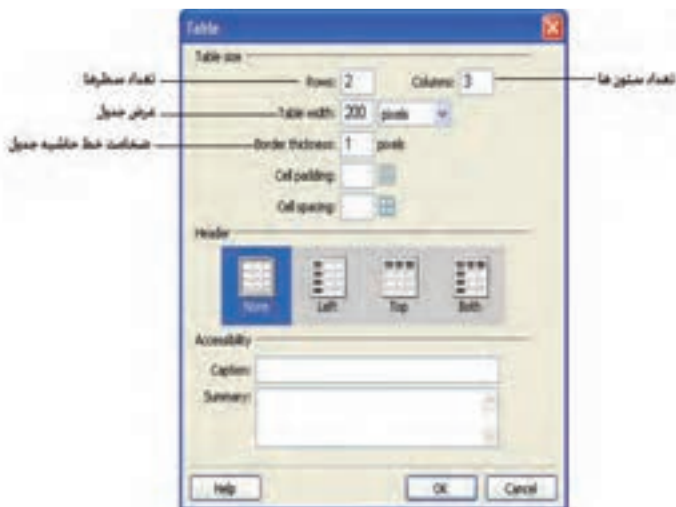 Table
Table size
تعداد سطرها
Rows: 2
Columns: 3
تعداد ستون ها
عرض جدول
Table width: 200 pixels
ضخامت خط حاشیه جدول
Border thickness: 1 pixels
Cell padding:
Cell spacing:
Header
None Left Top Both
Accessibility
Caption:
Summary:
Help OK Cancel